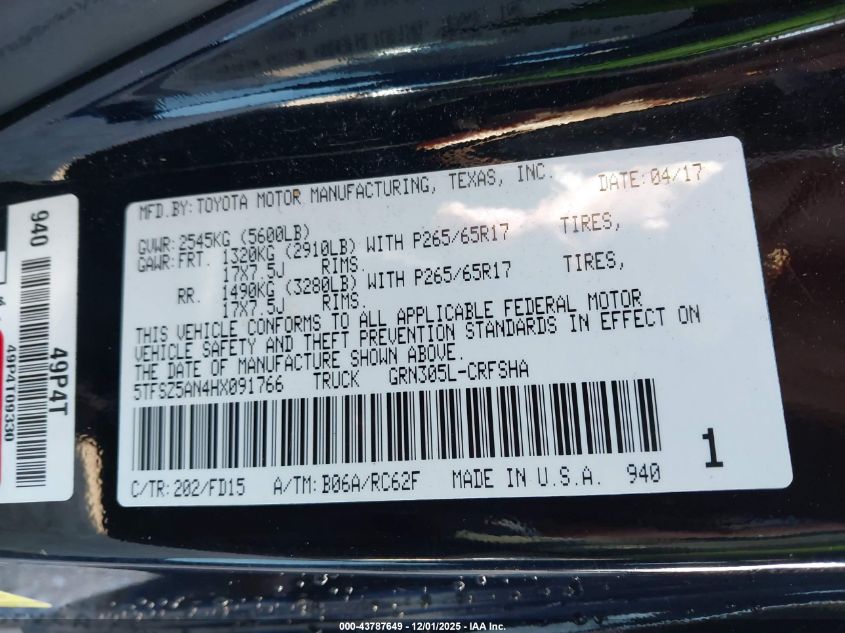 MFD.BY:TOYOTA MOTOR MANUFACTURING, TEXAS, INC. DATE:04/17
GVWR:2545KG (5600LB)
GAWR:FRT. 1320KG (2910LB) WITH P265/65R17 TIRES,
17X7.5J RIMS.
RR. 1490KG (3280LB) WITH P265/65R17 TIRES,
17X7.5J RIMS.
THIS VEHICLE CONFORMS TO ALL APPLICABLE FEDERAL MOTOR
VEHICLE SAFETY AND THEFT PREVENTION STANDARDS IN EFFECT ON
THE DATE OF MANUFACTURE SHOWN ABOVE.
5TFSZ5AN4HX091766 TRUCK GRN305L-CRFSHA
1
C/TR:202/FD15 A/TM:B06A/RC62F MADE IN U.S.A. 940
940
49P4T
49P4T09330
000-43787649 - 12/01/2025 - IAA Inc.